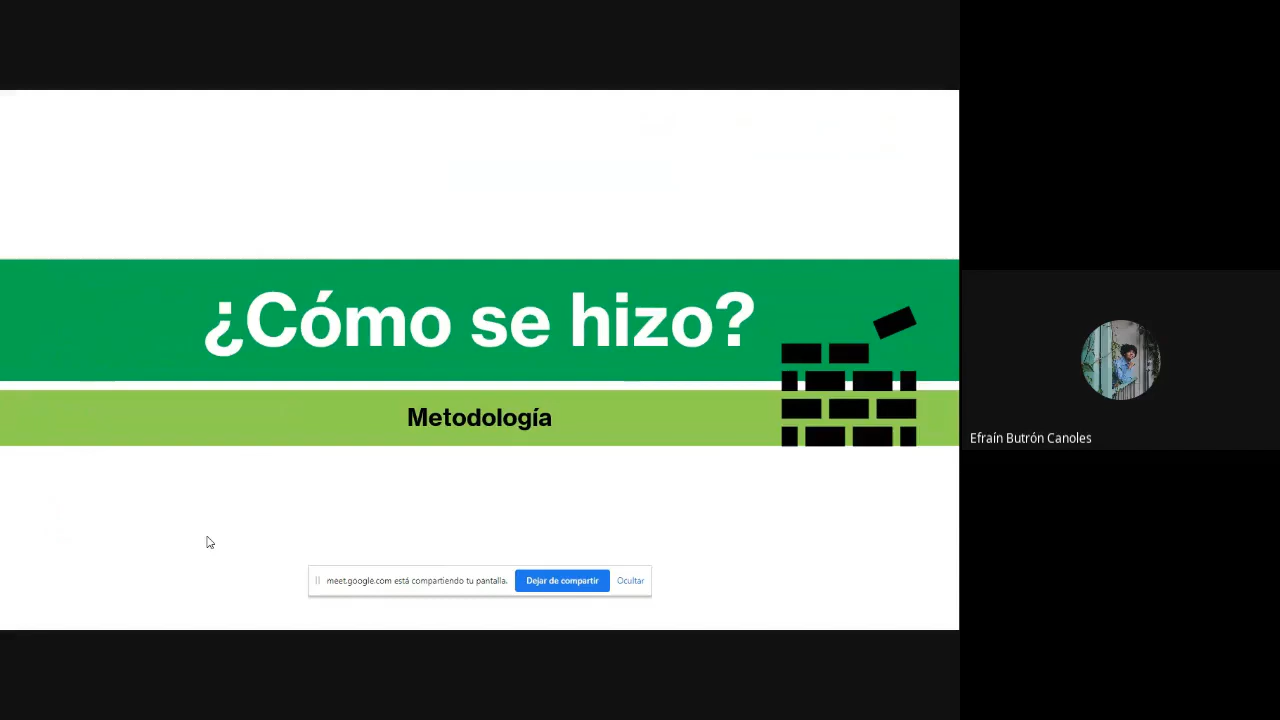 ¿Cómo se hizo?
Metodología
meet.google.com está compartiendo tu pantalla. Dejar de compartir Ocultar
Efraín Butrón Canoles